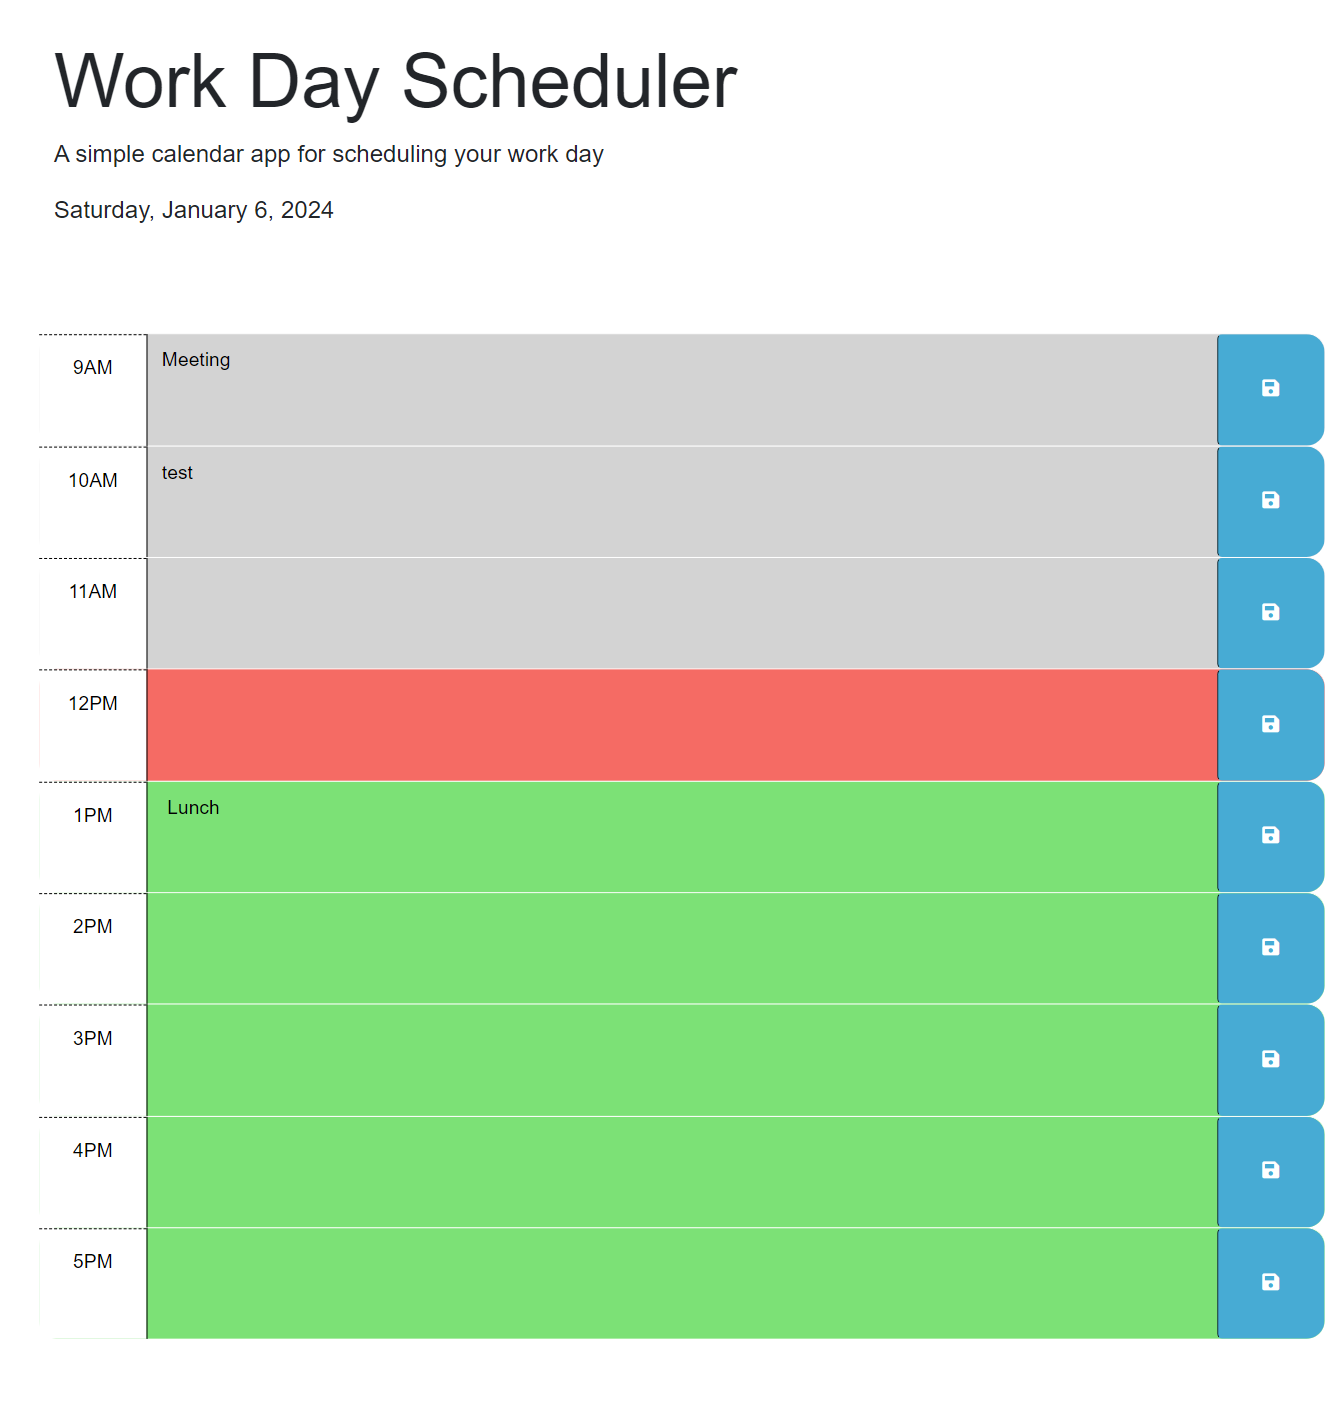 Work Day Scheduler
A simple calendar app for scheduling your work day
Saturday, January 6, 2024
9AM Meeting
10AM test
11AM
12PM
1PM Lunch
2PM
3PM
4PM
5PM